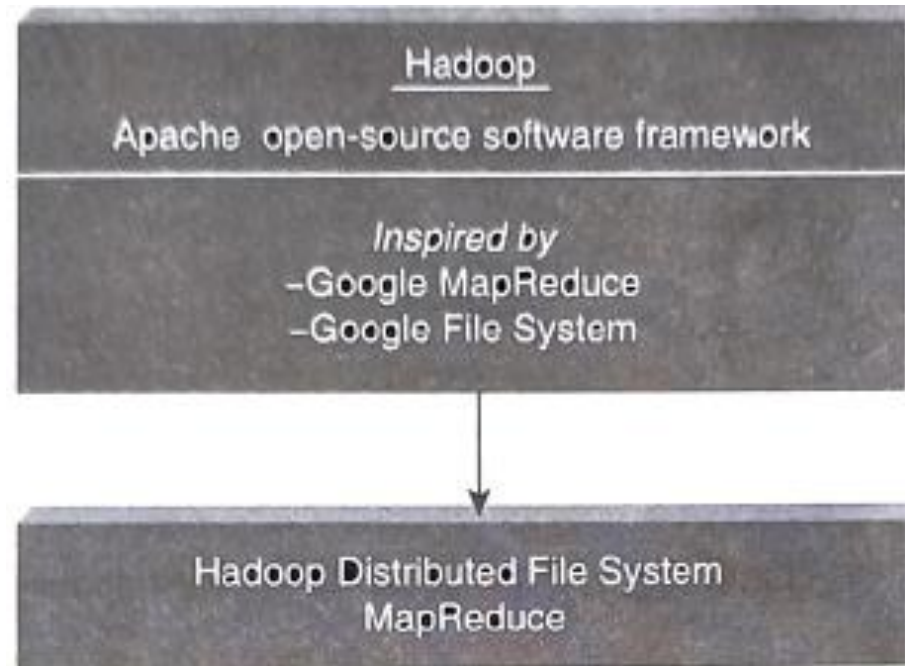 Hadoop
Apache open-source software framework
Inspired by
–Google MapReduce
–Google File System
Hadoop Distributed File System
MapReduce